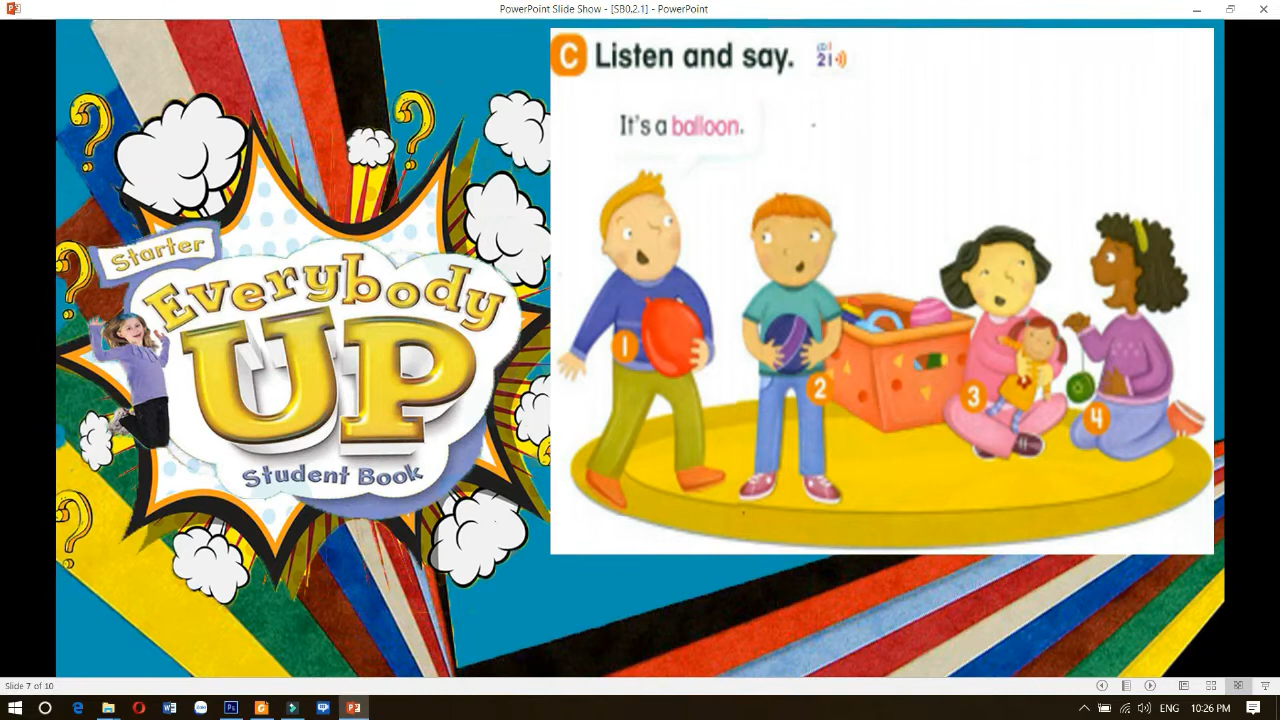 PowerPoint Slide Show - [SB0,2.1] - PowerPoint
C Listen and say. 21
It's a balloon.
Starter
Everybody
UP
Student Book
1
2
3
4
Slide 7 of 10
ENG 10:26 PM